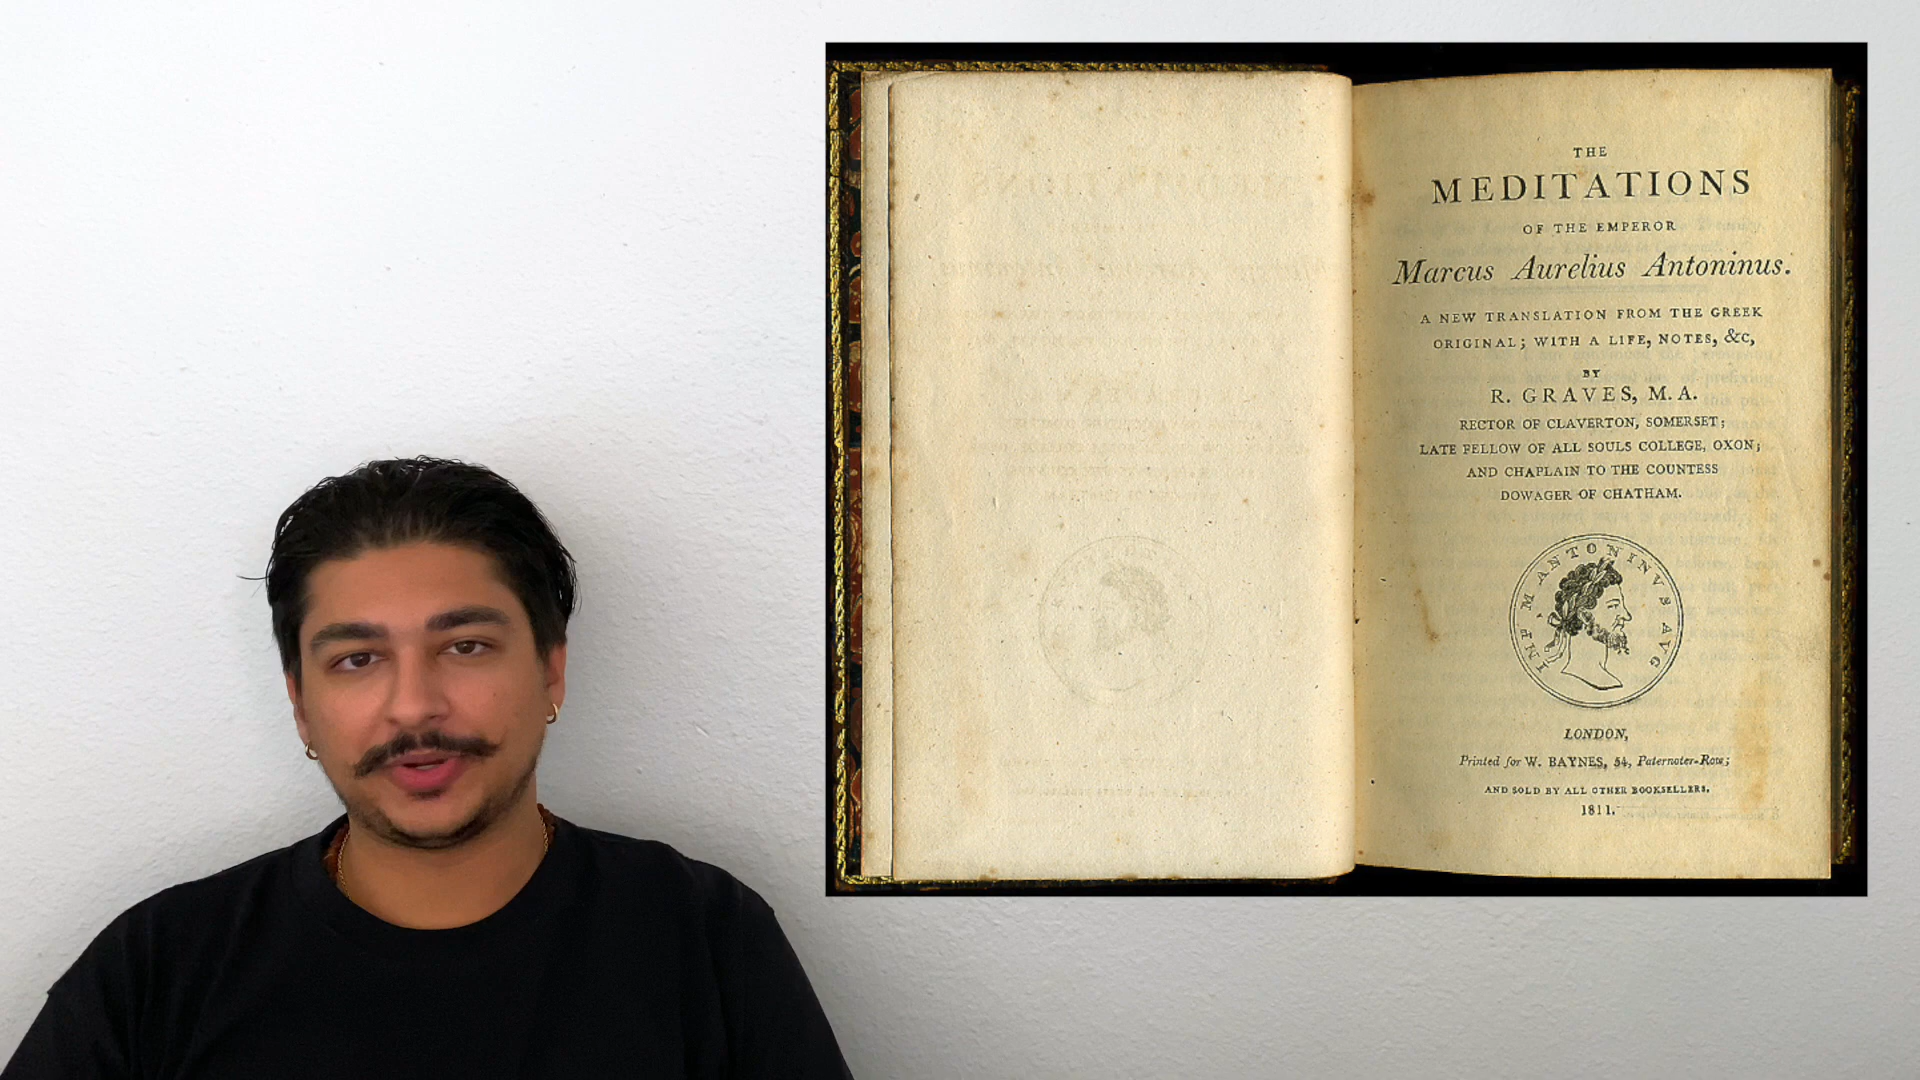 THE
MEDITATIONS
OF THE EMPEROR
Marcus Aurelius Antoninus.
A NEW TRANSLATION FROM THE GREEK
ORIGINAL; WITH A LIFE, NOTES, &c,
BY
R. GRAVES, M. A.
RECTOR OF CLAVERTON, SOMERSET;
LATE FELLOW OF ALL SOULS COLLEGE, OXON;
AND CHAPLAIN TO THE COUNTESS
DOWAGER OF CHATHAM.
IMP M ANTONINVS AVG
LONDON,
Printed for W. BAYNES, 54, Paternoter-Row;
AND SOLD BY ALL OTHER BOOKSELLERS.
1811.